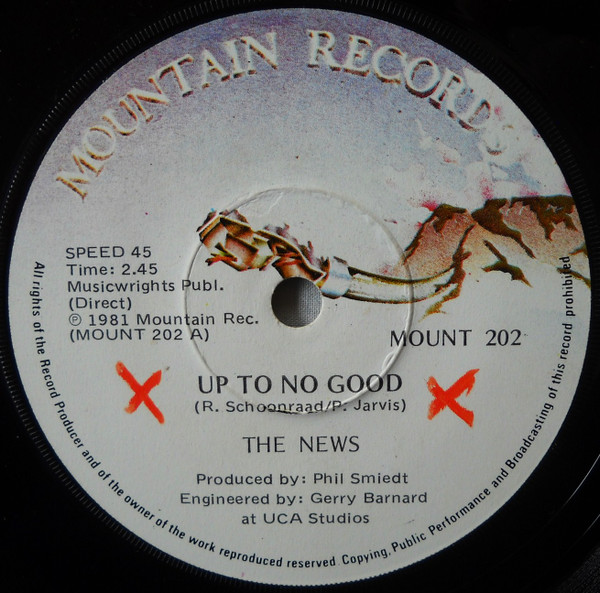 MOUNTAIN RECORDS
SPEED 45
Time: 2.45
Musicwrights Publ.
(Direct)
℗ 1981 Mountain Rec.
(MOUNT 202 A)
MOUNT 202
UP TO NO GOOD
(R. Schoonraad/P. Jarvis)
THE NEWS
Produced by: Phil Smiedt
Engineered by: Gerry Barnard
at UCA Studios
All rights of the Record Producer and of the owner of the work reproduced reserved. Copying, Public Performance and Broadcasting of this record prohibited